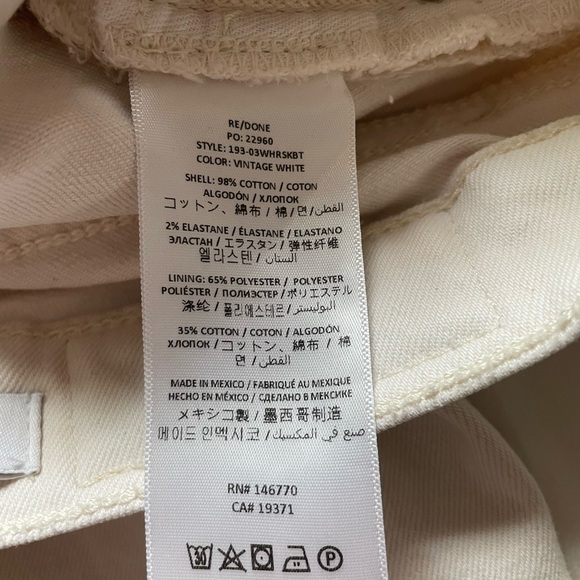 RE/DONE
PO: 22960
STYLE: 193-03WHRSKBT
COLOR: VINTAGE WHITE
SHELL: 98% COTTON / COTON
ALGODÓN / ХЛОПОК
コットン、綿布 / 棉 /면 /القطن
2% ELASTANE / ÉLASTANE / ELASTANO
ЭЛАСТАН / エラスタン / 弹性纤维
엘라스텐 / الستان
LINING: 65% POLYESTER / POLYESTER
POLIÉSTER / ПОЛИЭСТЕР / ポリエステル
涤纶 / 폴리에스테르 / البوليستر
35% COTTON / COTON / ALGODÓN
ХЛОПОК / コットン、綿布 / 棉
면 / القطن
MADE IN MEXICO / FABRIQUÉ AU MEXIQUE
HECHO EN MÉXICO / СДЕЛАНО В МЕКСИКЕ
メキシコ製 / 墨西哥制造
메이드 인멕시코 / صنع في المكسيك
RN# 146770
CA# 19371
30 P